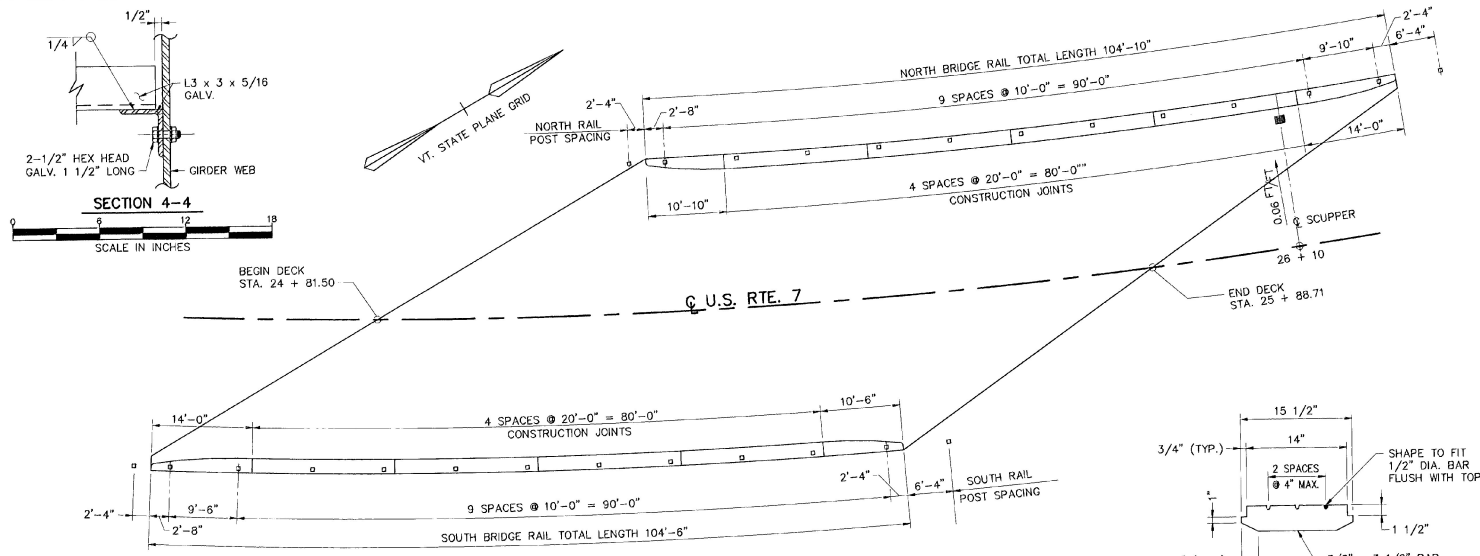 1/2"
1/4
L3 x 3 x 5/16
GALV.
2-1/2" HEX HEAD
GALV. 1 1/2" LONG
GIRDER WEB
SECTION 4-4
0 6 12 18
SCALE IN INCHES
VT. STATE PLANE GRID
NORTH BRIDGE RAIL TOTAL LENGTH 104'-10"
9'-10"
2'-4"
6'-4"
9 SPACES @ 10'-0" = 90'-0"
2'-4"
2'-8"
NORTH RAIL
POST SPACING
14'-0"
4 SPACES @ 20'-0" = 80'-0""
CONSTRUCTION JOINTS
10'-10"
0.06 FT/FT
℄ SCUPPER
26 + 10
BEGIN DECK
STA. 24 + 81.50
END DECK
STA. 25 + 88.71
℄ U.S. RTE. 7
14'-0"
4 SPACES @ 20'-0" = 80'-0"
CONSTRUCTION JOINTS
10'-6"
2'-4"
6'-4"
SOUTH RAIL
POST SPACING
2'-4"
9'-6"
2'-8"
9 SPACES @ 10'-0" = 90'-0"
SOUTH BRIDGE RAIL TOTAL LENGTH 104'-6"
15 1/2"
3/4" (TYP.)
14"
2 SPACES
@ 4" MAX.
SHAPE TO FIT
1/2" DIA. BAR
FLUSH WITH TOP
1"
1 1/2"